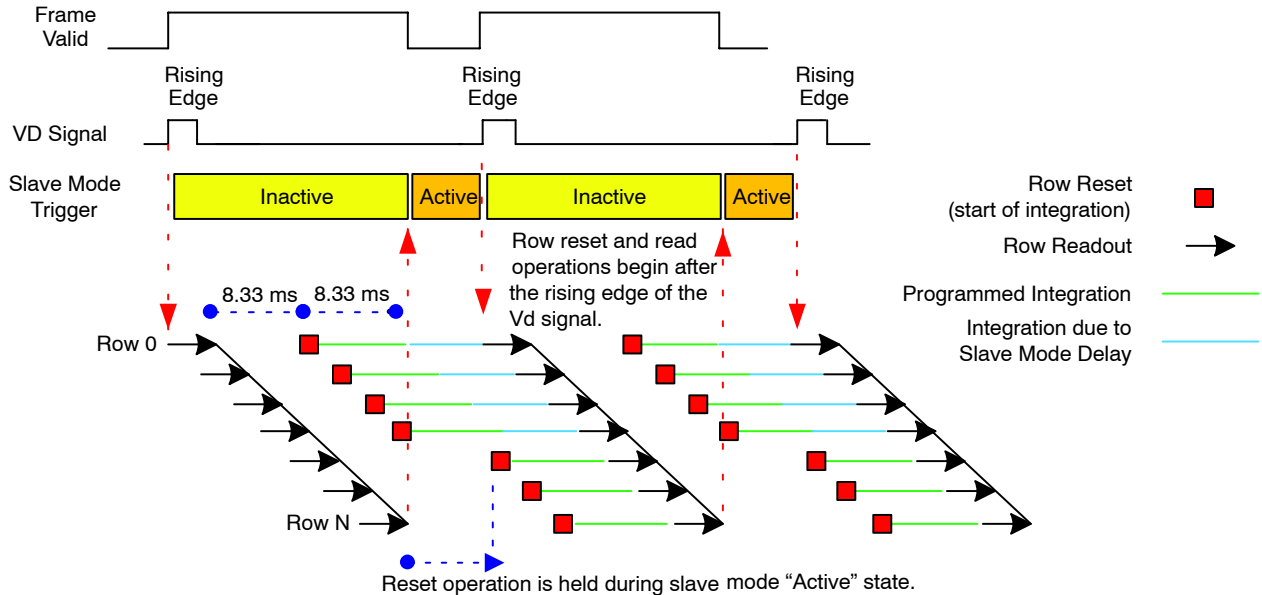 Frame
Valid
Rising
Edge
Rising
Edge
Rising
Edge
VD Signal
Slave Mode
Trigger
Inactive
Active
Inactive
Active
Row Reset
(start of integration)
Row Readout
Programmed Integration
Integration due to
Slave Mode Delay
Row reset and read
operations begin after
the rising edge of the
Vd signal.
8.33 ms
8.33 ms
Row 0
Row N
Reset operation is held during slave mode “Active” state.